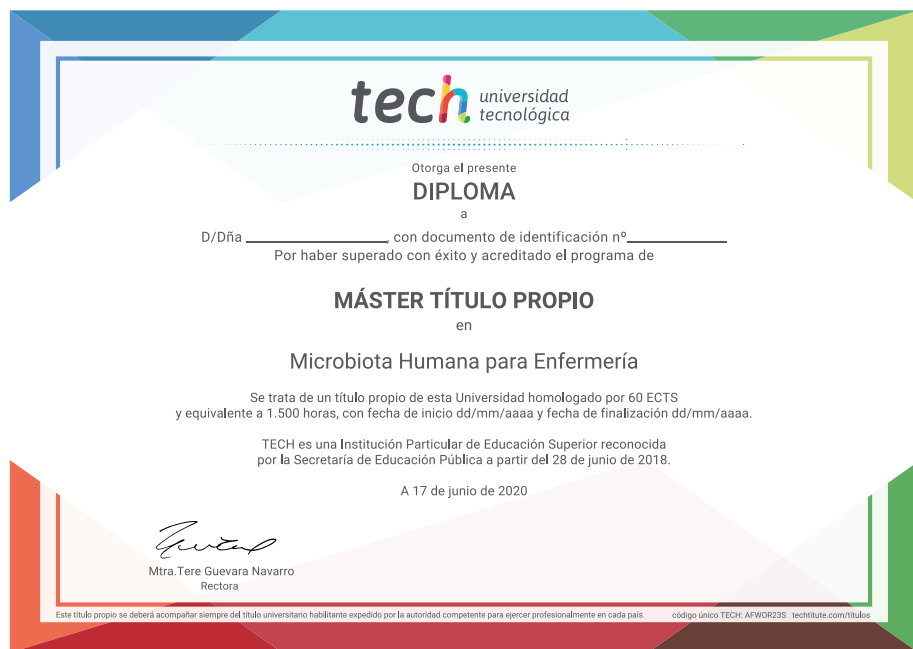 tech universidad
tecnológica
Otorga el presente
DIPLOMA
a
D/Dña ____________, con documento de identificación nº____________
Por haber superado con éxito y acreditado el programa de
MÁSTER TÍTULO PROPIO
en
Microbiota Humana para Enfermería
Se trata de un título propio de esta Universidad homologado por 60 ECTS
y equivalente a 1.500 horas, con fecha de inicio dd/mm/aaaa y fecha de finalización dd/mm/aaaa.
TECH es una Institución Particular de Educación Superior reconocida
por la Secretaría de Educación Pública a partir del 28 de junio de 2018.
A 17 de junio de 2020
Mtra.Tere Guevara Navarro
Rectora
Este título propio se deberá acompañar siempre del título universitario habilitante expedido por la autoridad competente para ejercer profesionalmente en cada país. código único TECH: AFWOR23S techtitute.com/titulos